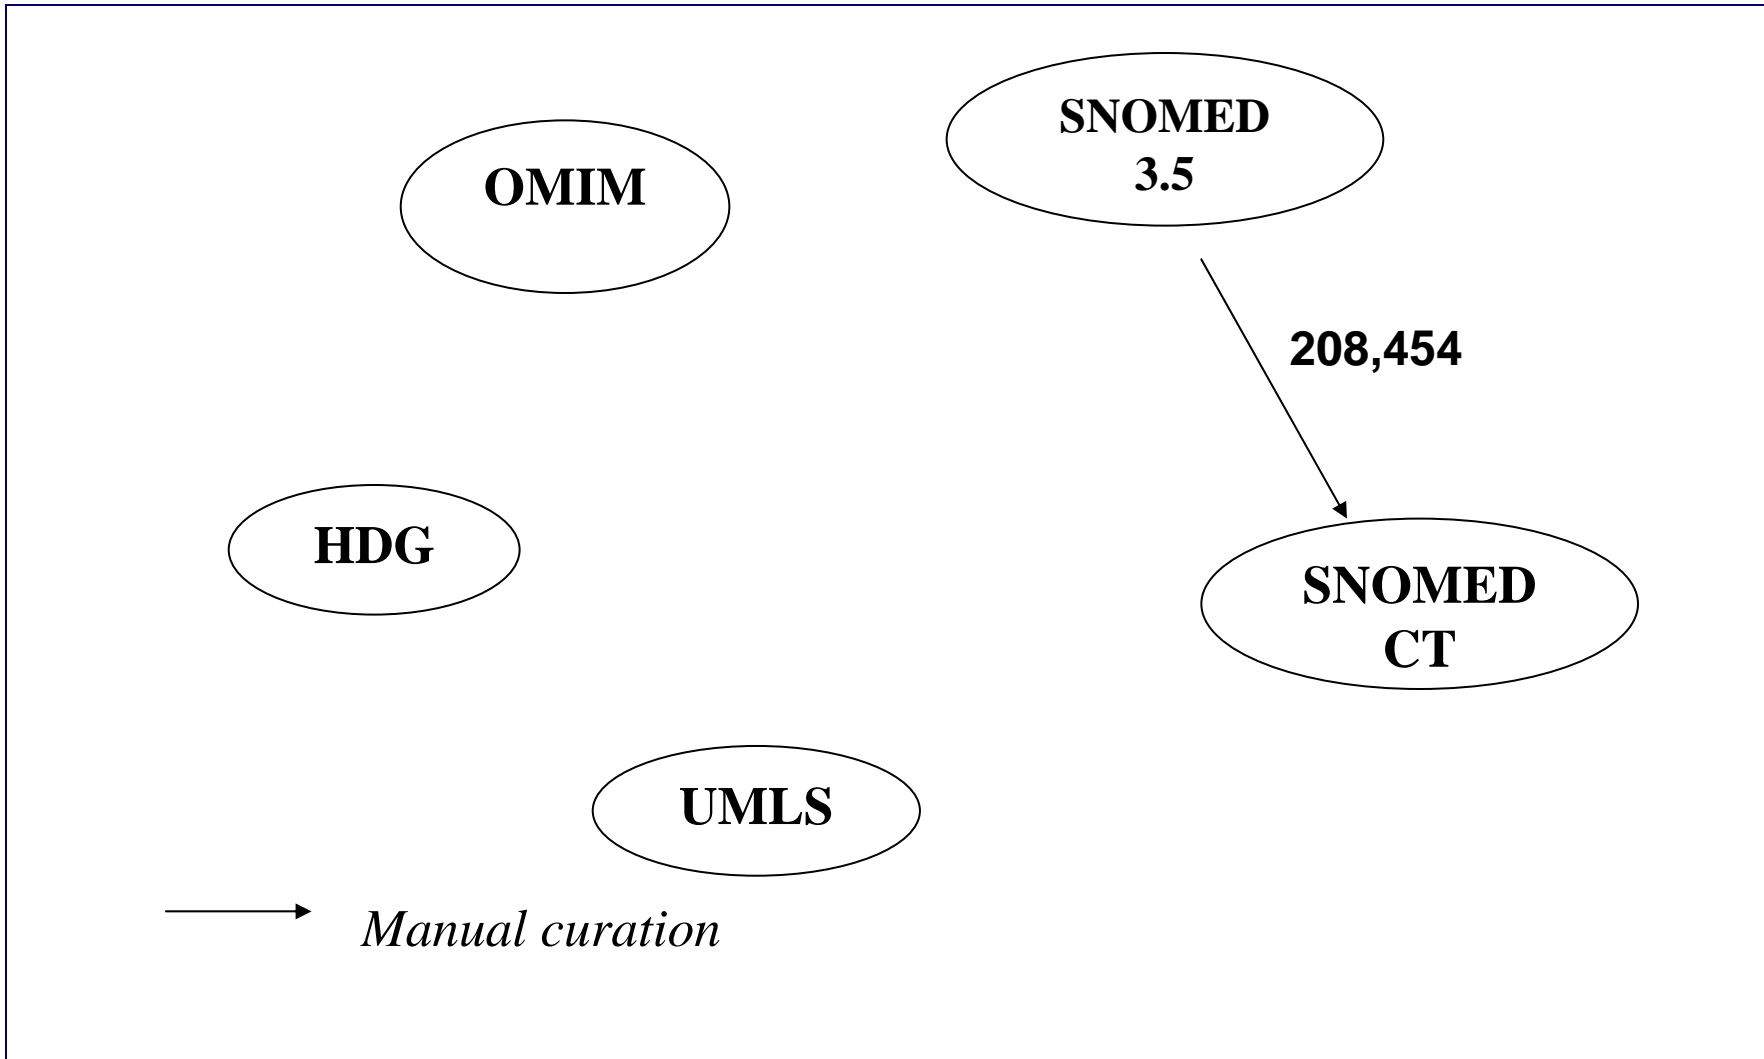 SNOMED
3.5
OMIM
208,454
HDG
SNOMED
CT
UMLS
Manual curation